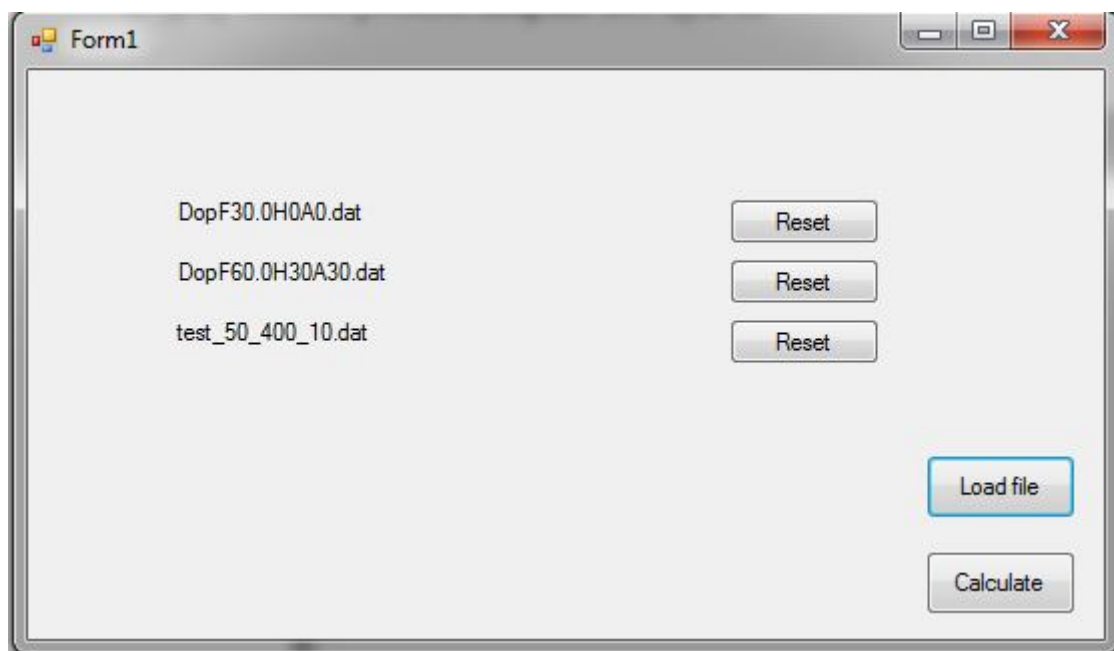 Form1
DopF30.0H0A0.dat Reset
DopF60.0H30A30.dat Reset
test_50_400_10.dat Reset
Load file
Calculate